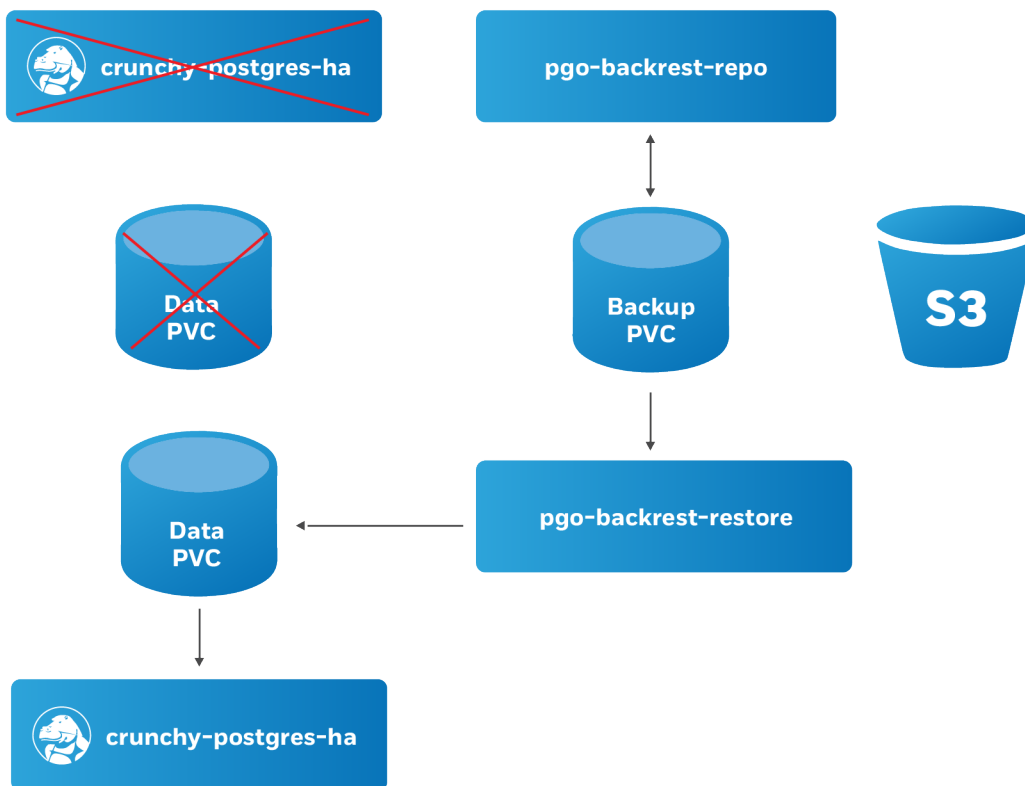 crunchy-postgres-ha
pgo-backrest-repo
Data
PVC
Backup
PVC
S3
Data
PVC
pgo-backrest-restore
crunchy-postgres-ha